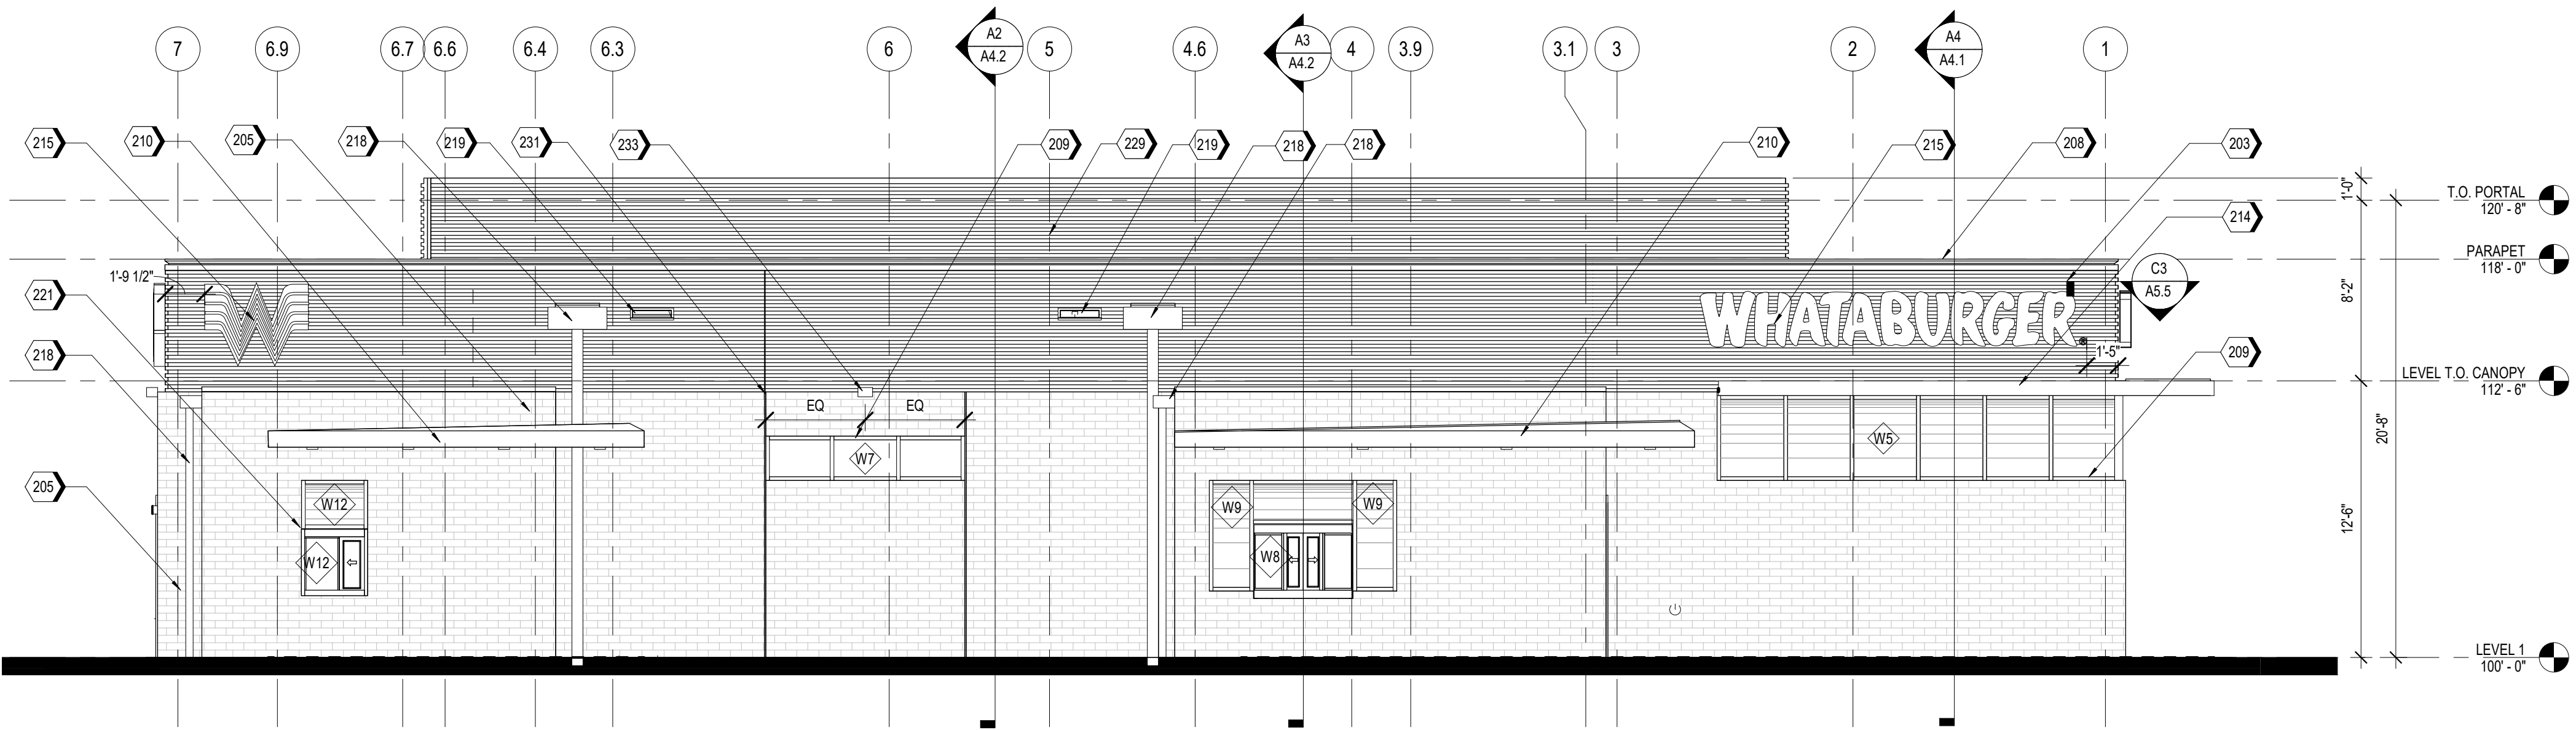 7
6.9
6.7
6.6
6.4
6.3
6
A2
A4.2
5
4.6
A3
A4.2
4
3.9
3.1
3
2
A4
A4.1
1
215
210
205
218
219
231
233
209
229
219
218
218
210
215
208
203
1'-0"
T.O. PORTAL
120' - 8"
214
PARAPET
118' - 0"
C3
A5.5
1'-9 1/2"
221
8'-2"
WHATABURGER
®
1'-5"
218
209
LEVEL T.O. CANOPY
112' - 6"
EQ
EQ
20'-8"
W7
W5
205
W12
W9
W9
12'-6"
W12
W8
LEVEL 1
100' - 0"